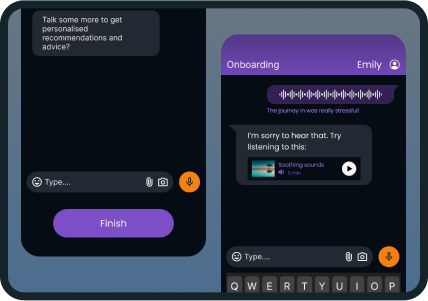 Talk some more to get
personalised
recommendations and
advice?
Type....
Finish
Onboarding
Emily
The journey in was really stressful!
I'm sorry to hear that. Try
listening to this:
Soothing sounds
5 min
Type....
Q W E R T Y U I O P